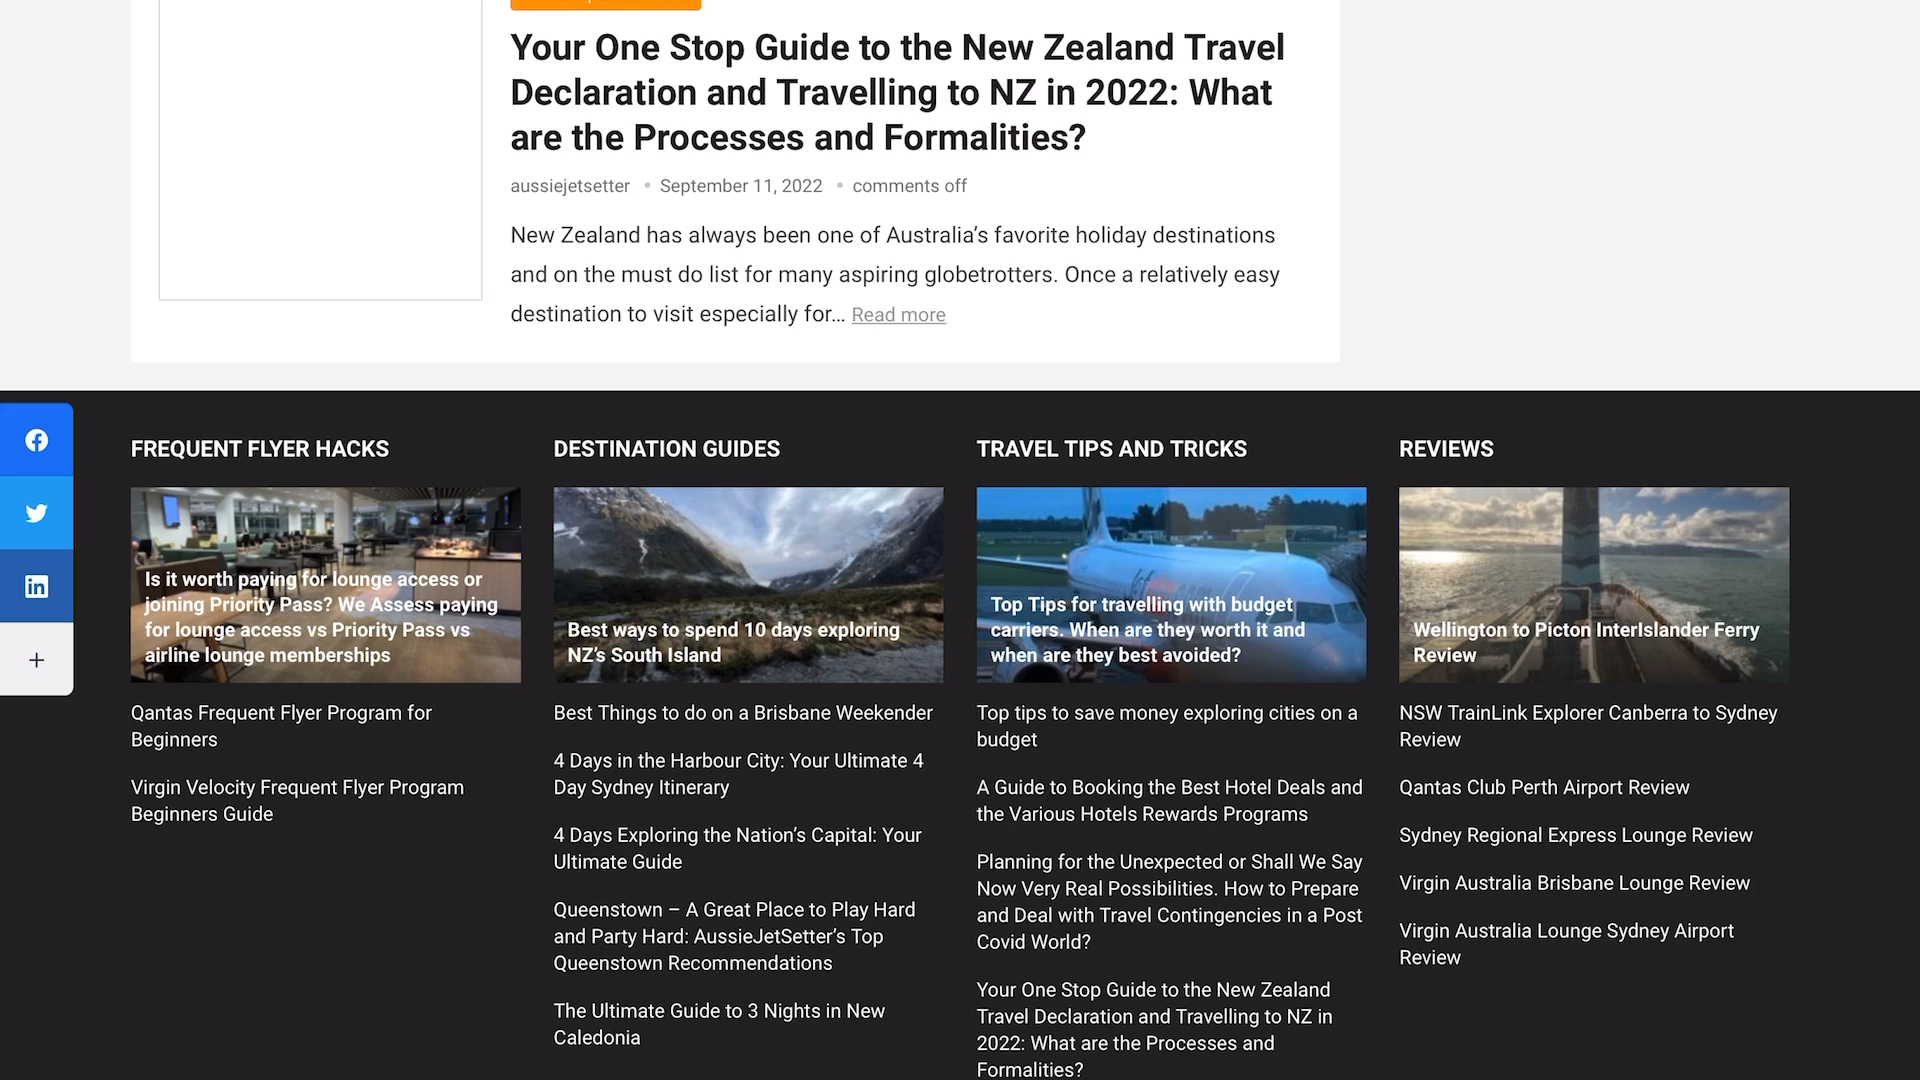 Your One Stop Guide to the New Zealand Travel
Declaration and Travelling to NZ in 2022: What
are the Processes and Formalities?
aussiejetsetter • September 11, 2022 • comments off
New Zealand has always been one of Australia’s favorite holiday destinations
and on the must do list for many aspiring globetrotters. Once a relatively easy
destination to visit especially for… Read more
FREQUENT FLYER HACKS
Is it worth paying for lounge access or
joining Priority Pass? We Assess paying
for lounge access vs Priority Pass vs
airline lounge memberships
Qantas Frequent Flyer Program for
Beginners
Virgin Velocity Frequent Flyer Program
Beginners Guide
DESTINATION GUIDES
Best ways to spend 10 days exploring
NZ’s South Island
Best Things to do on a Brisbane Weekender
4 Days in the Harbour City: Your Ultimate 4
Day Sydney Itinerary
4 Days Exploring the Nation’s Capital: Your
Ultimate Guide
Queenstown – A Great Place to Play Hard
and Party Hard: AussieJetSetter’s Top
Queenstown Recommendations
The Ultimate Guide to 3 Nights in New
Caledonia
TRAVEL TIPS AND TRICKS
Top Tips for travelling with budget
carriers. When are they worth it and
when are they best avoided?
Top tips to save money exploring cities on a
budget
A Guide to Booking the Best Hotel Deals and
the Various Hotels Rewards Programs
Planning for the Unexpected or Shall We Say
Now Very Real Possibilities. How to Prepare
and Deal with Travel Contingencies in a Post
Covid World?
Your One Stop Guide to the New Zealand
Travel Declaration and Travelling to NZ in
2022: What are the Processes and
Formalities?
REVIEWS
Wellington to Picton InterIslander Ferry
Review
NSW TrainLink Explorer Canberra to Sydney
Review
Qantas Club Perth Airport Review
Sydney Regional Express Lounge Review
Virgin Australia Brisbane Lounge Review
Virgin Australia Lounge Sydney Airport
Review